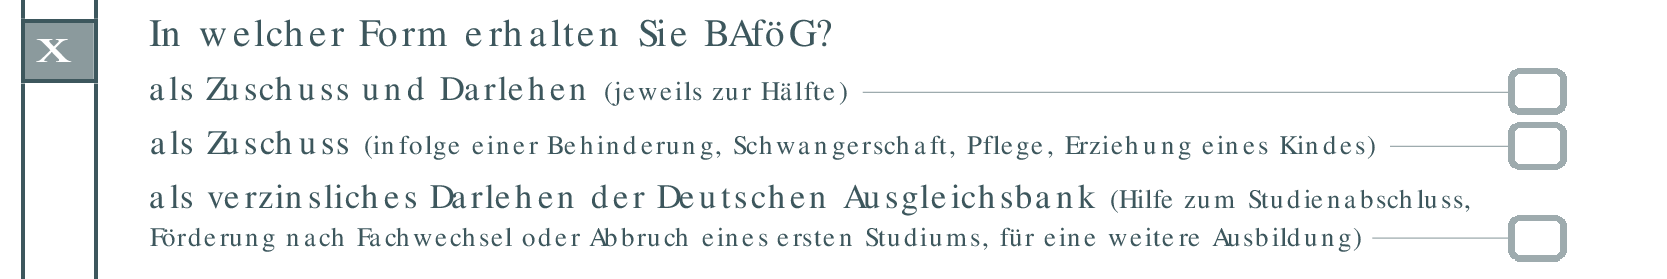 X
In welcher Form erhalten Sie BAföG?
als Zuschuss und Darlehen (jeweils zur Hälfte)
als Zuschuss (infolge einer Behinderung, Schwangerschaft, Pflege, Erziehung eines Kindes)
als verzinsliches Darlehen der Deutschen Ausgleichsbank (Hilfe zum Studienabschluss,
Förderung nach Fachwechsel oder Abbruch eines ersten Studiums, für eine weitere Ausbildung)